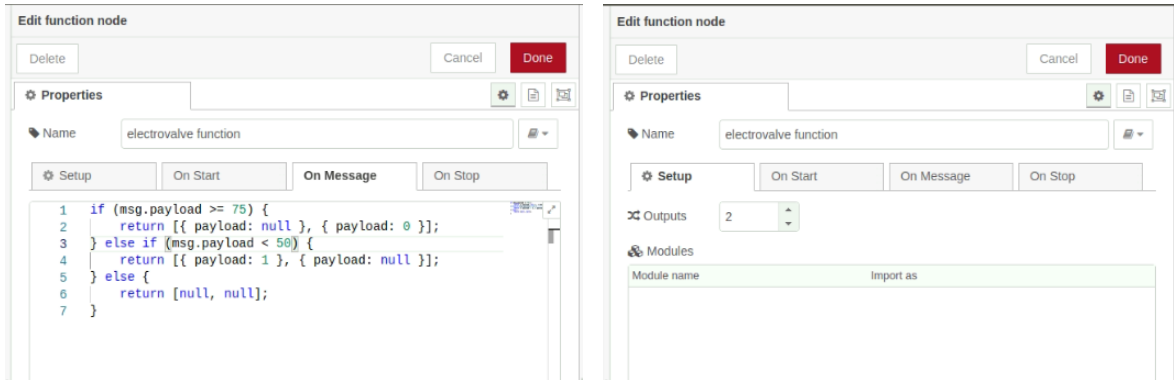 Edit function node
Delete Cancel Done
Properties
Name electrovalve function
Setup On Start On Message On Stop
1 if (msg.payload >= 75) {
2 return [{ payload: null }, { payload: 0 }];
3 } else if (msg.payload < 50) {
4 return [{ payload: 1 }, { payload: null }];
5 } else {
6 return [null, null];
7 }
Edit function node
Delete Cancel Done
Properties
Name electrovalve function
Setup On Start On Message On Stop
Outputs 2
Modules
Module name Import as